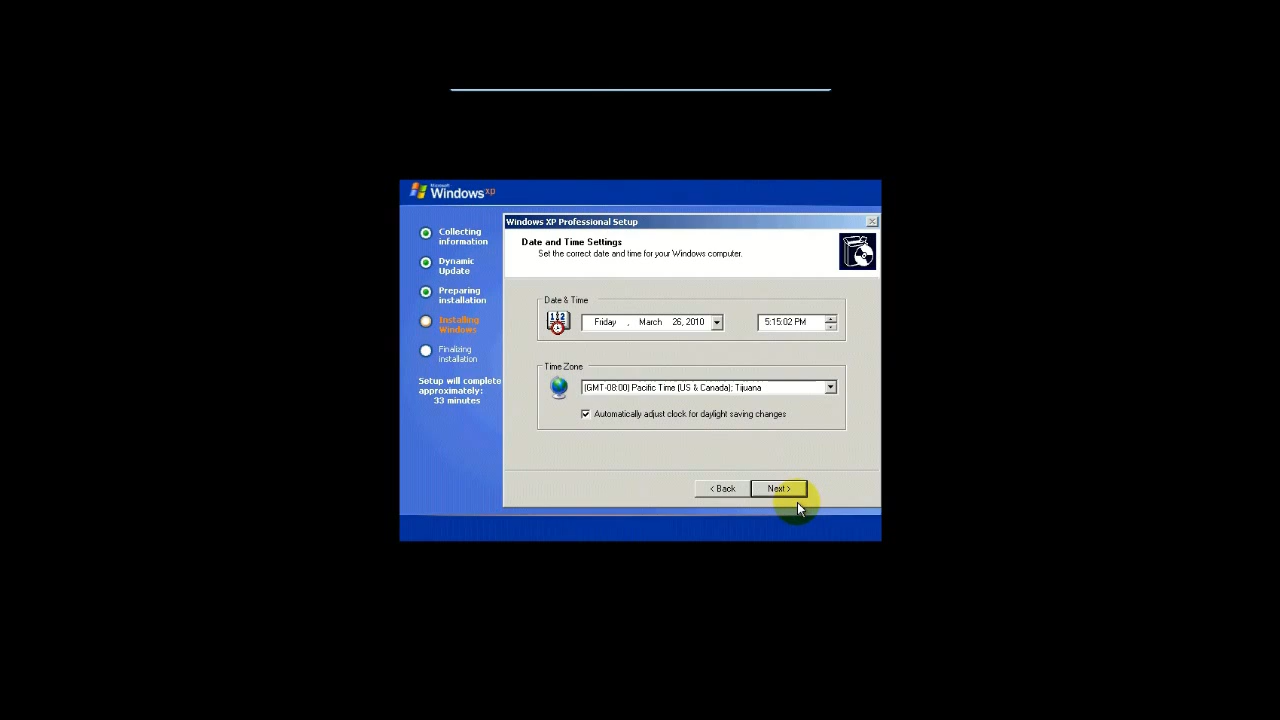 Microsoft
Windows xp
Collecting
information
Dynamic
Update
Preparing
installation
Installing
Windows
Finalizing
installation
Setup will complete
approximately:
33 minutes
Windows XP Professional Setup
Date and Time Settings
Set the correct date and time for your Windows computer.
Date & Time
Friday , March 26, 2010
5:15:02 PM
Time Zone
(GMT-08:00) Pacific Time (US & Canada); Tijuana
Automatically adjust clock for daylight saving changes
< Back
Next >